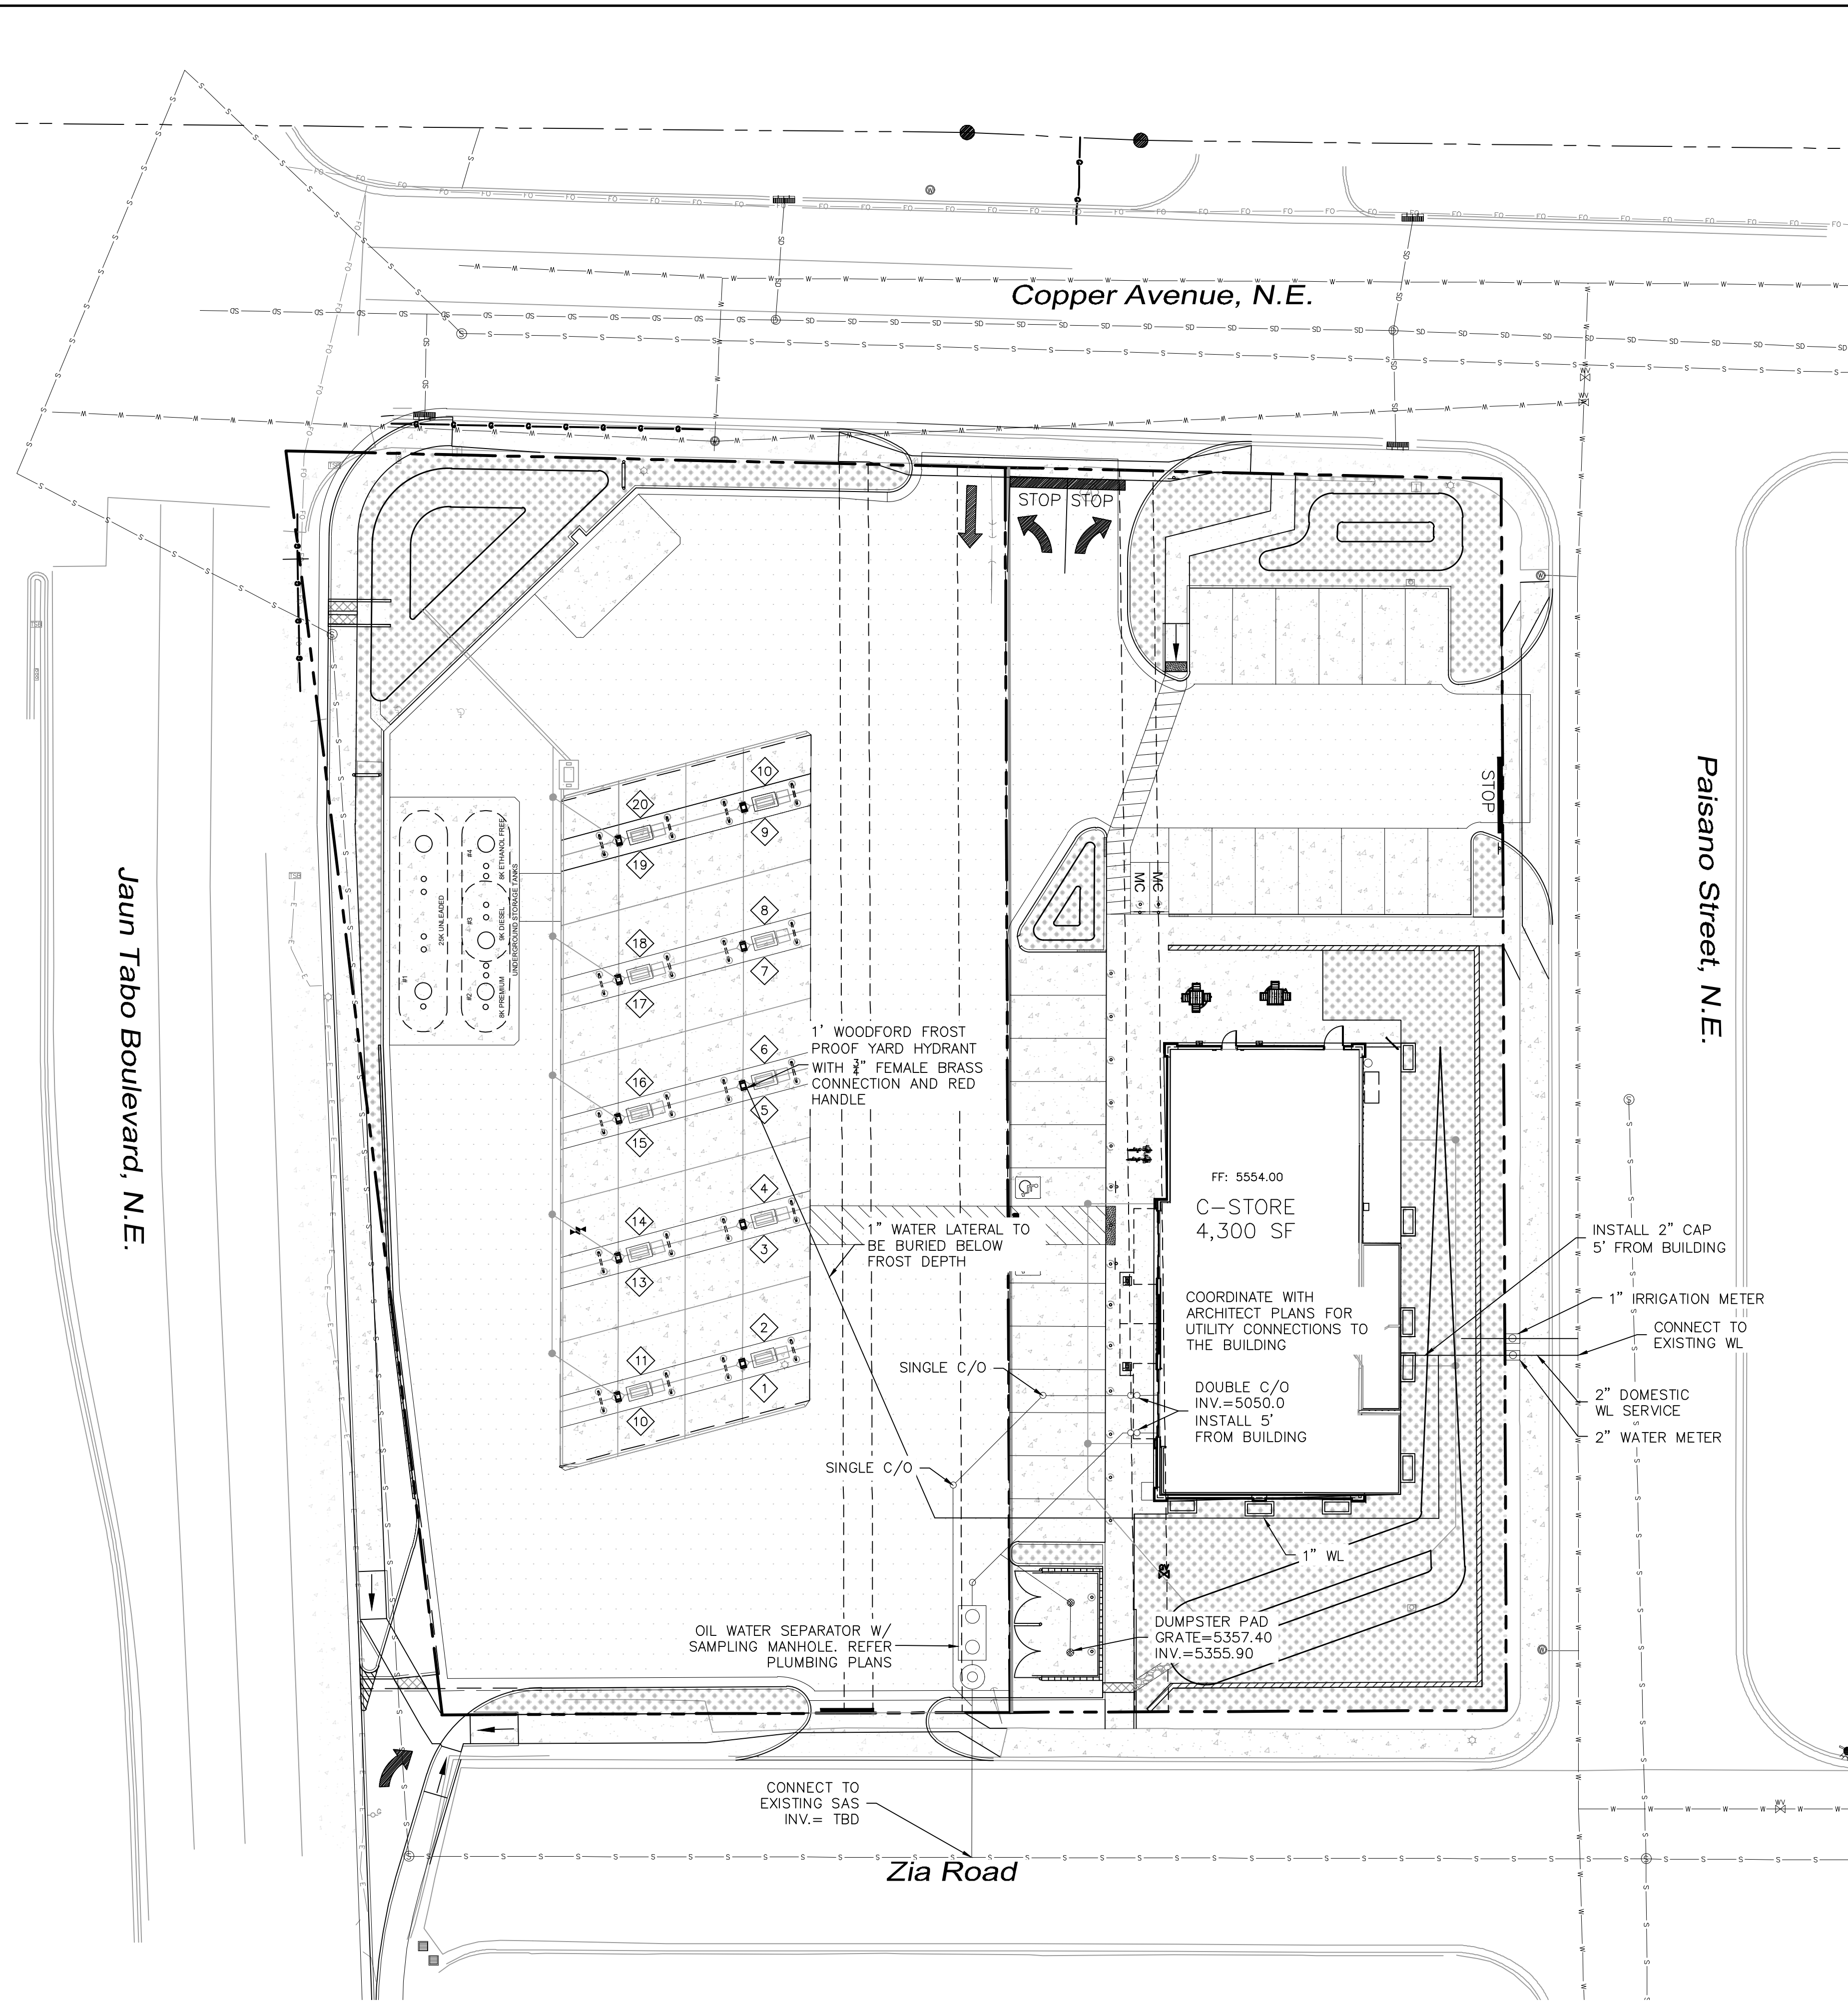 Copper Avenue, N.E.
STOP STOP
STOP
Jaun Tabo Boulevard, N.E.
Paisano Street, N.E.
MC
MC
#1
25K UNLEADED
#2
8K PREMIUM
#3
9K DIESEL
#4
8K ETHANOL FREE
UNDERGROUND STORAGE TANKS
10
20
9
19
8
18
7
17
6
16
5
15
4
14
3
13
2
11
1
10
1' WOODFORD FROST
PROOF YARD HYDRANT
WITH 3/4" FEMALE BRASS
CONNECTION AND RED
HANDLE
1" WATER LATERAL TO
BE BURIED BELOW
FROST DEPTH
FF: 5554.00
C-STORE
4,300 SF
COORDINATE WITH
ARCHITECT PLANS FOR
UTILITY CONNECTIONS TO
THE BUILDING
INSTALL 2" CAP
5' FROM BUILDING
1" IRRIGATION METER
CONNECT TO
EXISTING WL
2" DOMESTIC
WL SERVICE
2" WATER METER
SINGLE C/O
DOUBLE C/O
INV.=5050.0
INSTALL 5'
FROM BUILDING
SINGLE C/O
1" WL
OIL WATER SEPARATOR W/
SAMPLING MANHOLE. REFER
PLUMBING PLANS
DUMPSTER PAD
GRATE=5357.40
INV.=5355.90
CONNECT TO
EXISTING SAS
INV.= TBD
Zia Road